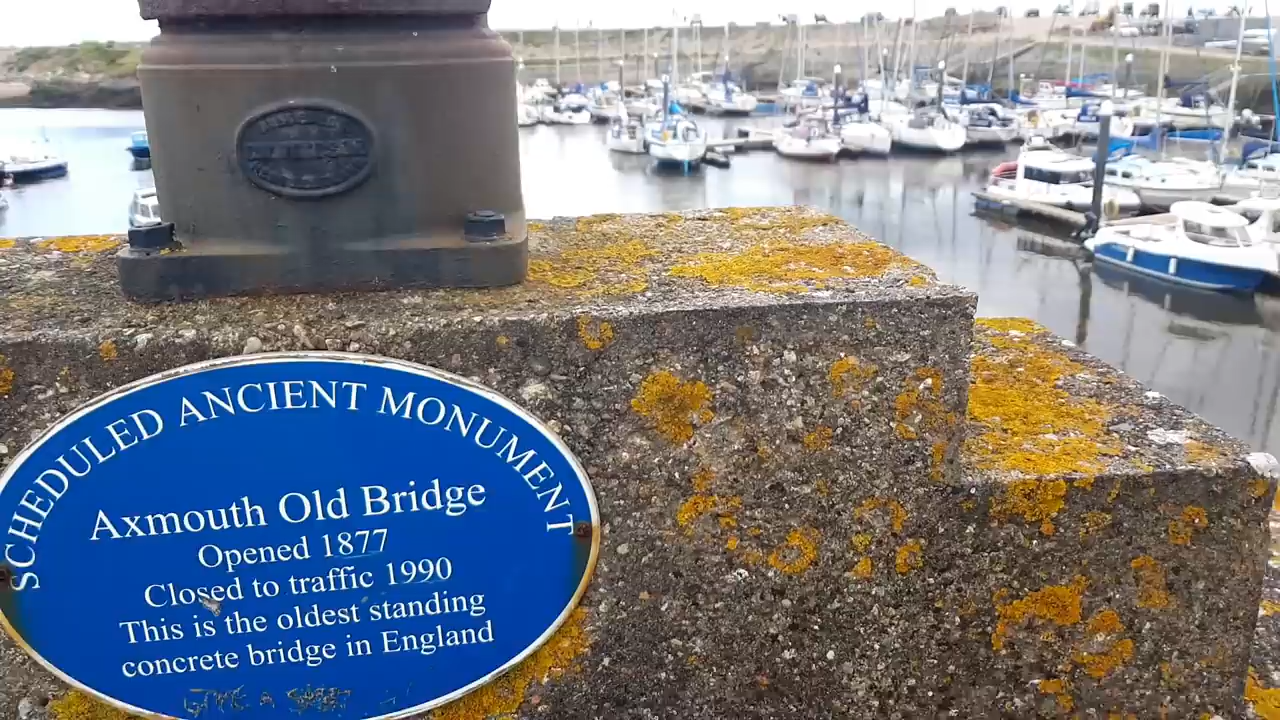 SCHEDULED ANCIENT MONUMENT
Axmouth Old Bridge
Opened 1877
Closed to traffic 1990
This is the oldest standing
concrete bridge in England